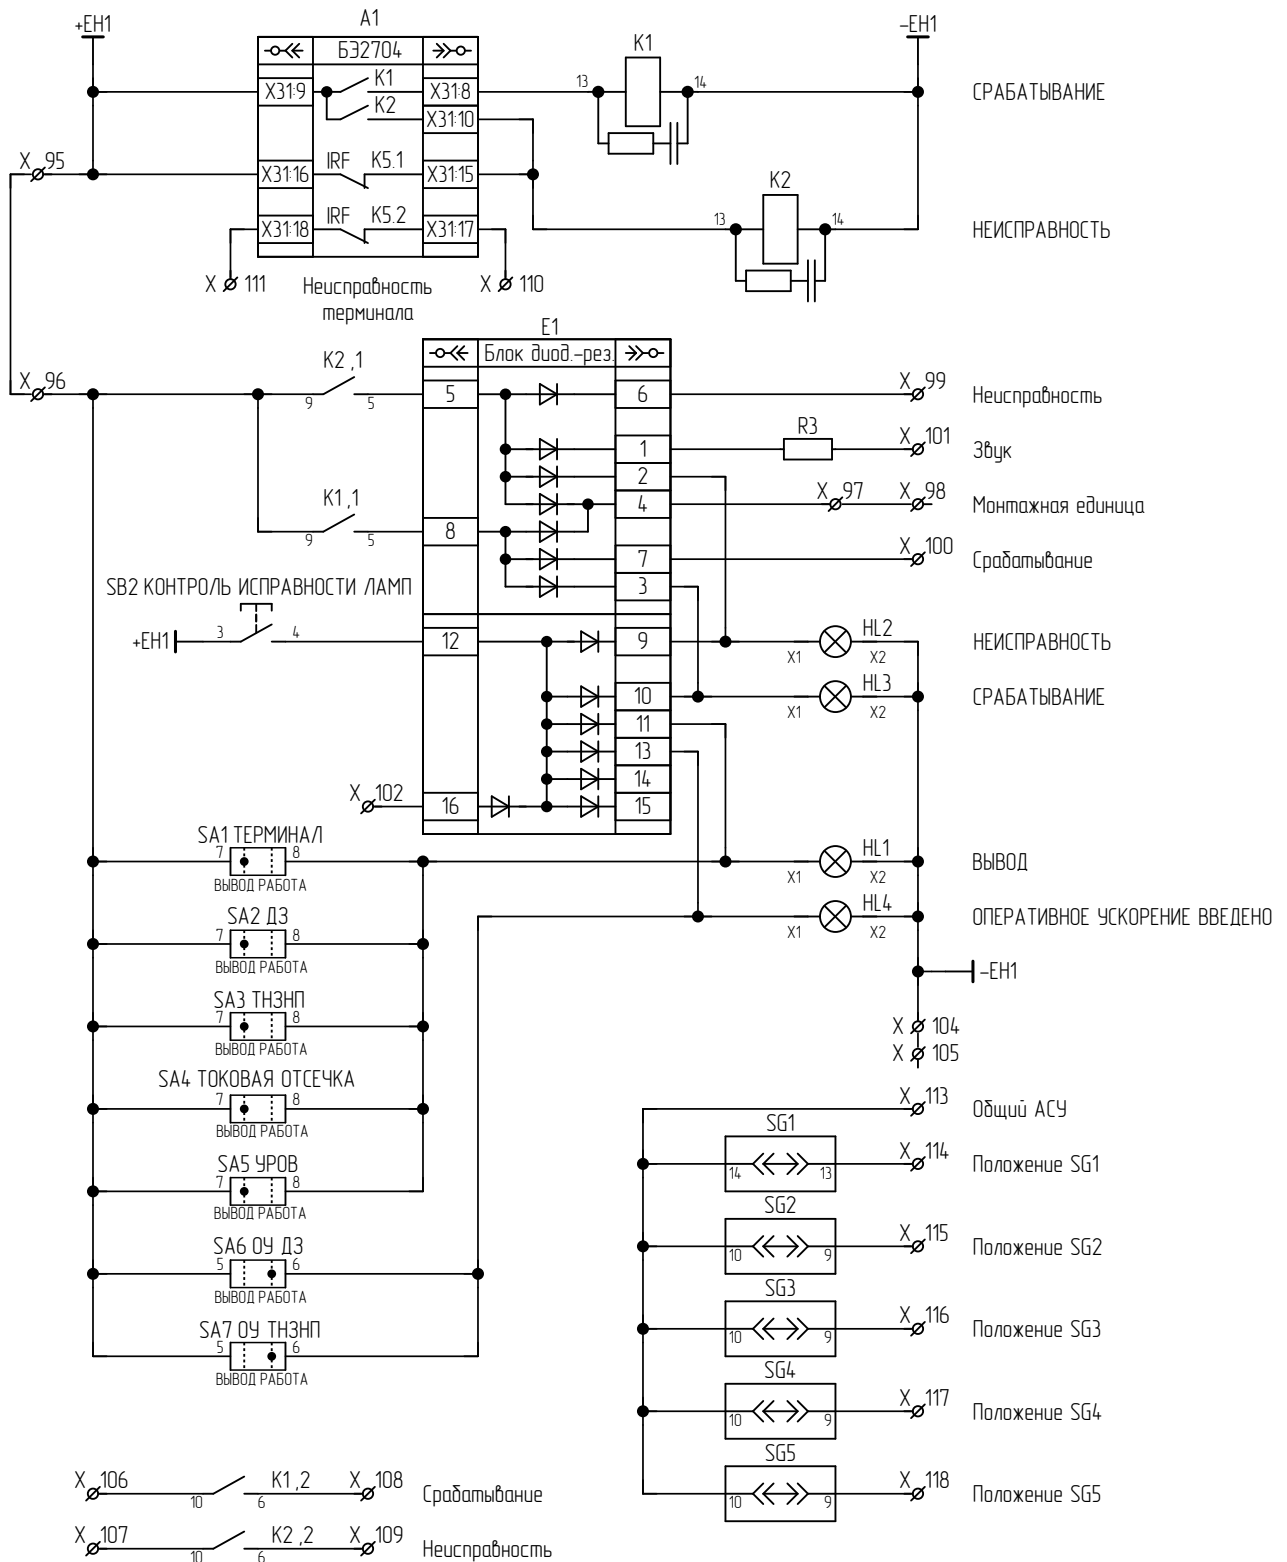 +EH1
A1
–EH1
БЭ2704
K1
X31:9
K1
X31:8
13
14
СРАБАТЫВАНИЕ
K2
X31:10
X 95
X31:16
IRF
K5.1
X31:15
K2
X31:18
IRF
K5.2
X31:17
13
14
НЕИСПРАВНОСТЬ
X 111
Неисправность
терминала
X 110
E1
Блок диод.-рез.
X 96
K2 ,1
9
5
5
6
X 99
Неисправность
1
R3
X 101
Звук
2
K1 ,1
4
X 97
X 98
Монтажная единица
9
5
8
7
X 100
Срабатывание
3
SB2 КОНТРОЛЬ ИСПРАВНОСТИ ЛАМП
+EH1
3
4
12
9
X1
HL2
X2
НЕИСПРАВНОСТЬ
10
X1
HL3
X2
СРАБАТЫВАНИЕ
11
13
14
X 102
16
15
SA1 ТЕРМИНАЛ
7
8
ВЫВОД РАБОТА
X1
HL1
X2
ВЫВОД
SA2 ДЗ
7
8
ВЫВОД РАБОТА
X1
HL4
X2
ОПЕРАТИВНОЕ УСКОРЕНИЕ ВВЕДЕНО
–EH1
SA3 ТНЗНП
7
8
ВЫВОД РАБОТА
X 104
X 105
SA4 ТОКОВАЯ ОТСЕЧКА
7
8
ВЫВОД РАБОТА
X 113
Общий АСУ
SA5 УРОВ
7
8
ВЫВОД РАБОТА
SG1
14
13
X 114
Положение SG1
SA6 ОУ ДЗ
5
6
ВЫВОД РАБОТА
SG2
10
9
X 115
Положение SG2
SA7 ОУ ТНЗНП
5
6
ВЫВОД РАБОТА
SG3
10
9
X 116
Положение SG3
SG4
10
9
X 117
Положение SG4
SG5
10
9
X 118
Положение SG5
X 106
10
K1 ,2
6
X 108
Срабатывание
X 107
10
K2 ,2
6
X 109
Неисправность